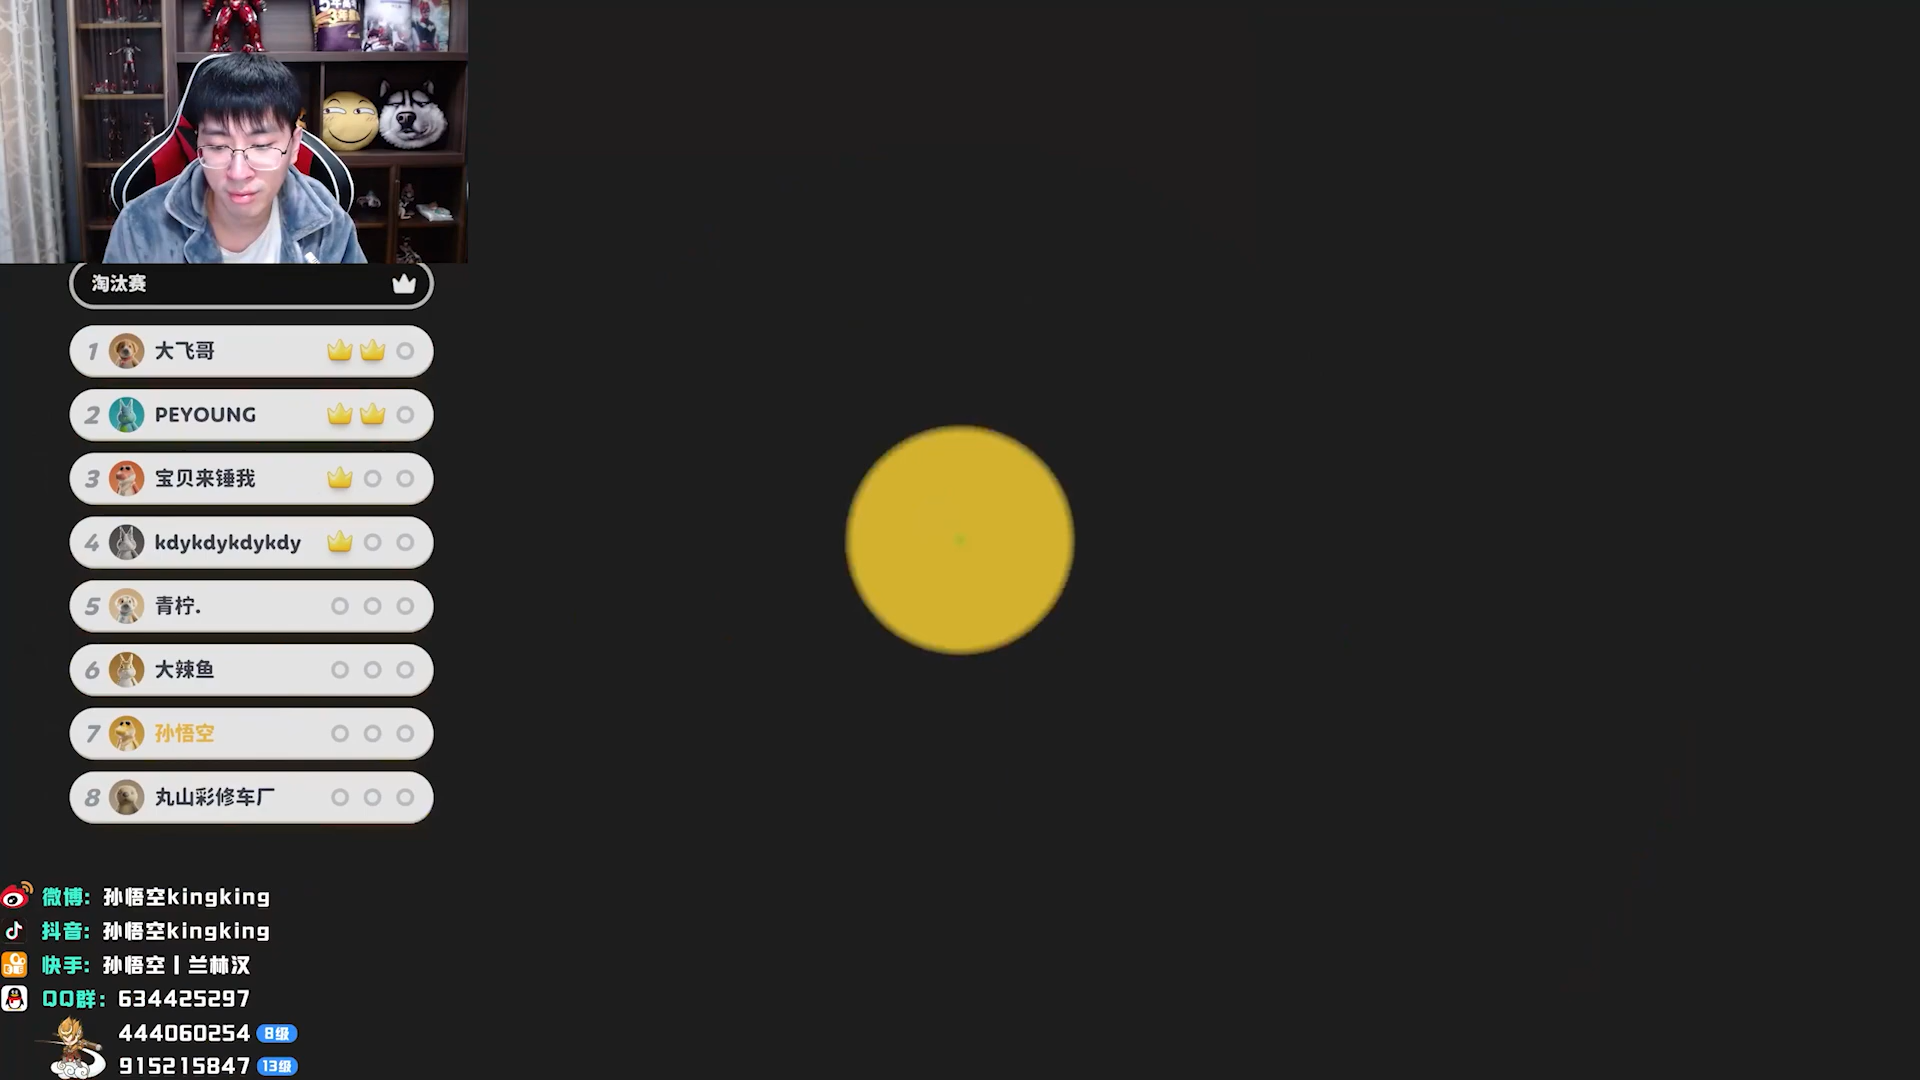 淘汰赛
1 大飞哥
2 PEYOUNG
3 宝贝来锤我
4 kdykdykdykdy
5 青柠.
6 大辣鱼
7 孙悟空
8 丸山彩修车厂
微博: 孙悟空kingking
抖音: 孙悟空kingking
快手: 孙悟空丨兰林汉
QQ群: 634425297
444060254 8级
915215847 13级